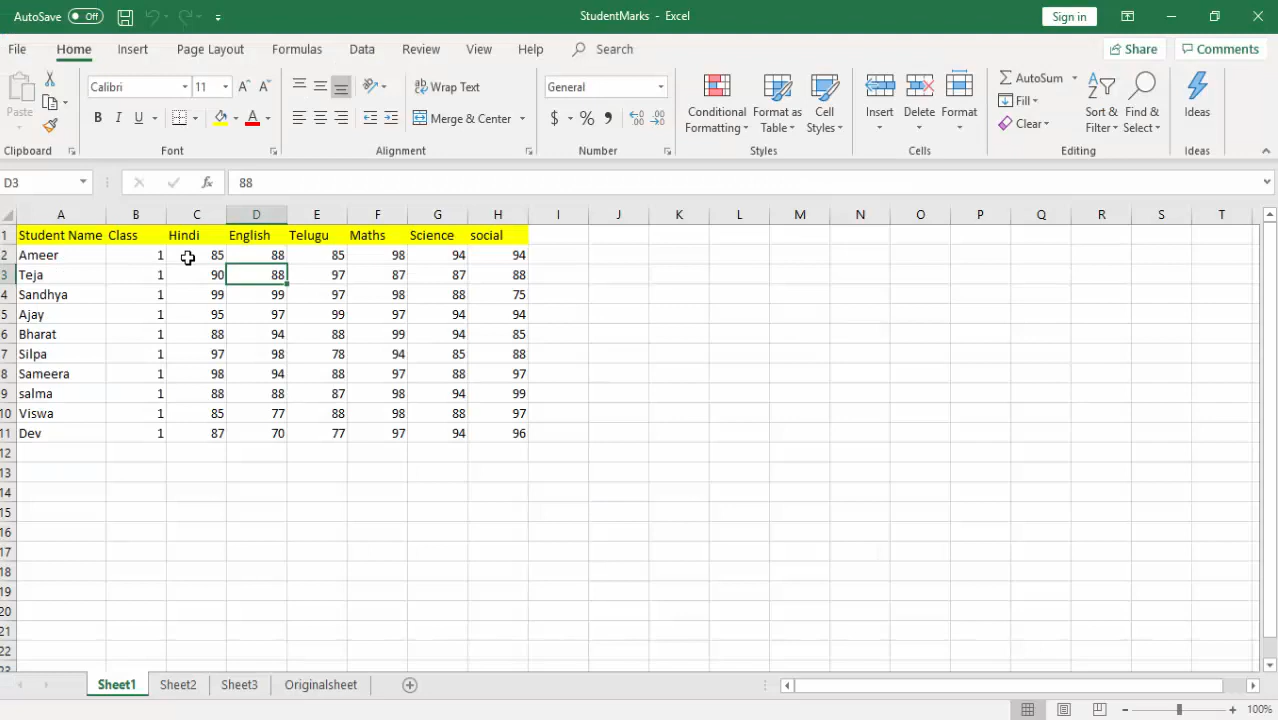 AutoSave Off StudentMarks - Excel Sign in
File Home Insert Page Layout Formulas Data Review View Help Search Share Comments
Paste Calibri 11 A A Wrap Text General Conditional Formatting Format as Table Cell Styles Insert Delete Format AutoSum Sort & Filter Find & Select Ideas
B I U A Merge & Center $ % , Fill
Clear
Clipboard Font Alignment Number Styles Cells Editing Ideas
D3 fx 88
A B C D E F G H I J K L M N O P Q R S T
1 Student Name Class Hindi English Telugu Maths Science social
2 Ameer 1 85 88 85 98 94 94
3 Teja 1 90 88 97 87 87 88
4 Sandhya 1 99 99 97 98 88 75
5 Ajay 1 95 97 99 97 94 94
6 Bharat 1 88 94 88 99 94 85
7 Silpa 1 97 98 78 94 85 88
8 Sameera 1 98 94 88 97 88 97
9 salma 1 88 88 87 98 94 99
10 Viswa 1 85 77 88 98 88 97
11 Dev 1 87 70 77 97 94 96
12
13
14
15
16
17
18
19
20
21
22
23
Sheet1 Sheet2 Sheet3 Originalsheet
100%